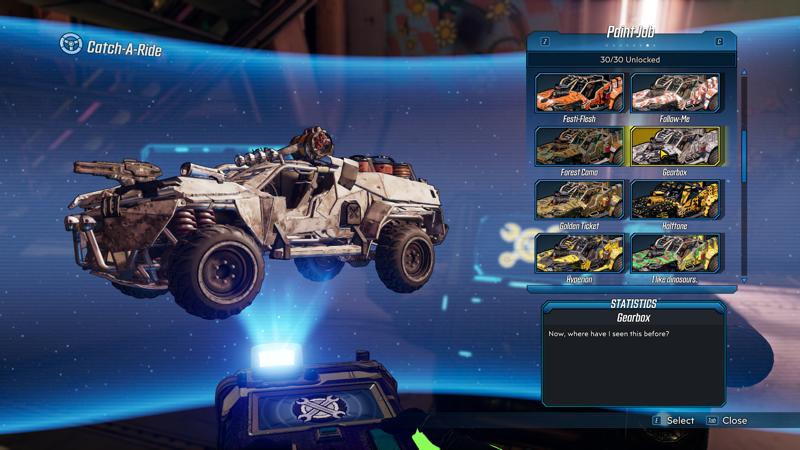 Catch-A-Ride
Paint Job
30/30 Unlocked
Festi-Flesh
Follow-Me
Forest Camo
Gearbox
Golden Ticket
Halftone
Hyperion
I like dinosaurs.
STATISTICS
Gearbox
Now, where have I seen this before?
E Select
Tab Close